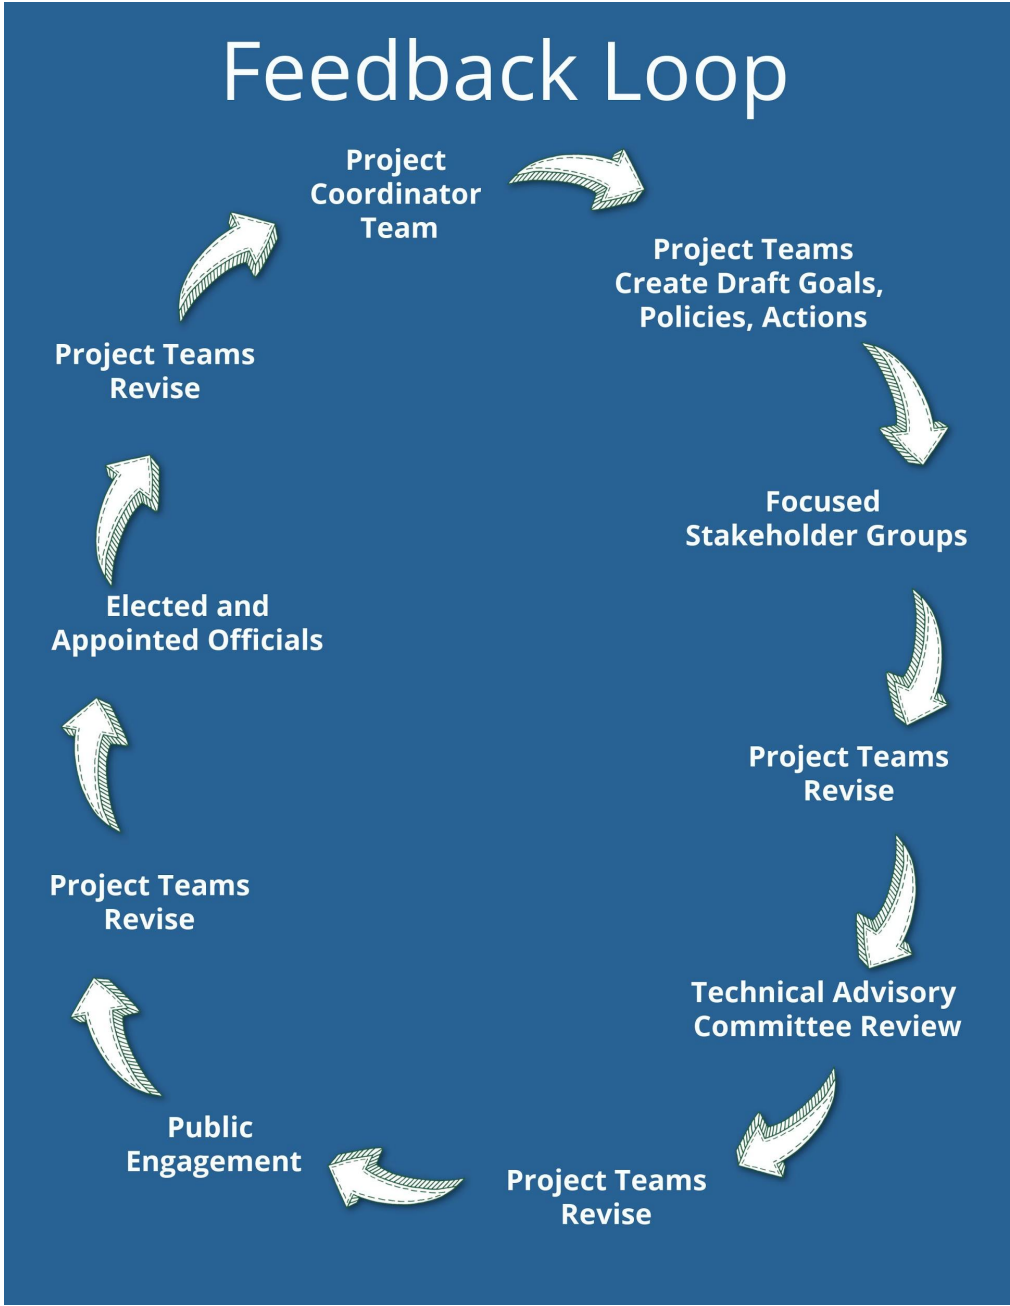 Feedback Loop
Project
Coordinator
Team
Project Teams
Create Draft Goals,
Policies, Actions
Focused
Stakeholder Groups
Project Teams
Revise
Technical Advisory
Committee Review
Project Teams
Revise
Public
Engagement
Project Teams
Revise
Elected and
Appointed Officials
Project Teams
Revise